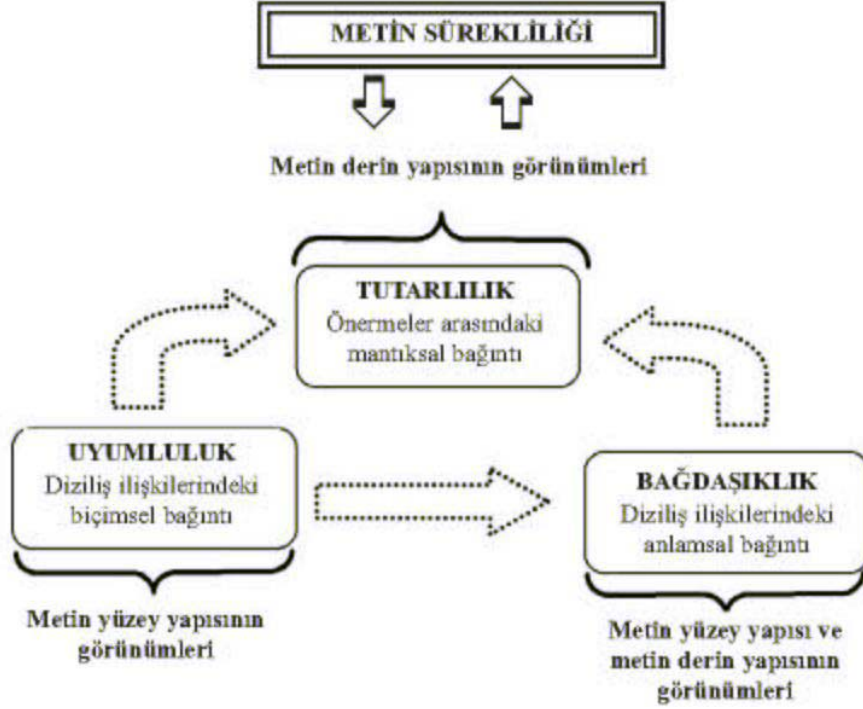 METİN SÜREKLİLİĞİ
Metin derin yapısının görünümleri
TUTARLILIK
Önermeler arasındaki
mantıksal bağıntı
UYUMLULUK
Diziliş ilişkilerindeki
biçimsel bağıntı
BAĞDAŞIKLIK
Diziliş ilişkilerindeki
anlamsal bağıntı
Metin yüzey yapısının
görünümleri
Metin yüzey yapısı ve
metin derin yapısının
görünümleri